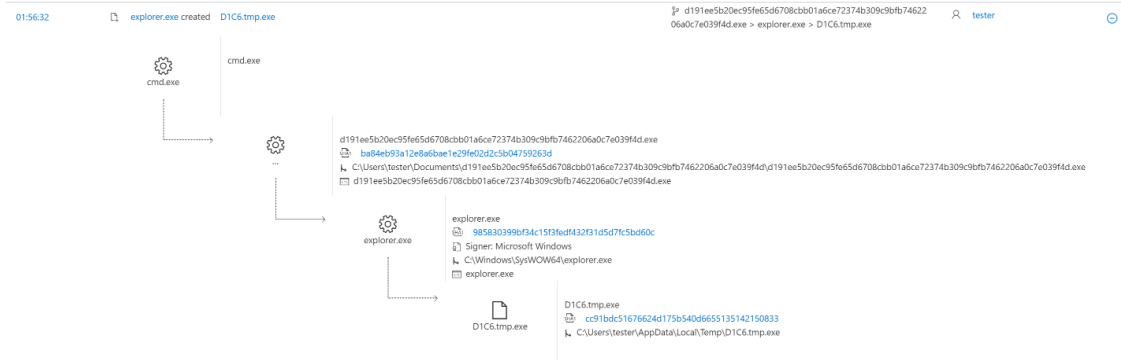 01:56:32
explorer.exe created D1C6.tmp.exe
d191ee5b20ec95fe65d6708cbb01a6ce72374b309c9bfb74622
06a0c7e039f4d.exe > explorer.exe > D1C6.tmp.exe
tester
cmd.exe
cmd.exe
d191ee5b20ec95fe65d6708cbb01a6ce72374b309c9bfb7462206a0c7e039f4d.exe
ba84eb93a12e8a6bae1e29fe02d2c5b04759263d
...
C:\Users\tester\Documents\d191ee5b20ec95fe65d6708cbb01a6ce72374b309c9bfb7462206a0c7e039f4d\d191ee5b20ec95fe65d6708cbb01a6ce72374b309c9bfb7462206a0c7e039f4d.exe
d191ee5b20ec95fe65d6708cbb01a6ce72374b309c9bfb7462206a0c7e039f4d.exe
explorer.exe
985830399bf34c15f3fedf432f31d5d7fc5bd60c
explorer.exe
Signer: Microsoft Windows
C:\Windows\SysWOW64\explorer.exe
explorer.exe
D1C6.tmp.exe
cc91bdc51676624d175b540d6655135142150833
D1C6.tmp.exe
C:\Users\tester\AppData\Local\Temp\D1C6.tmp.exe